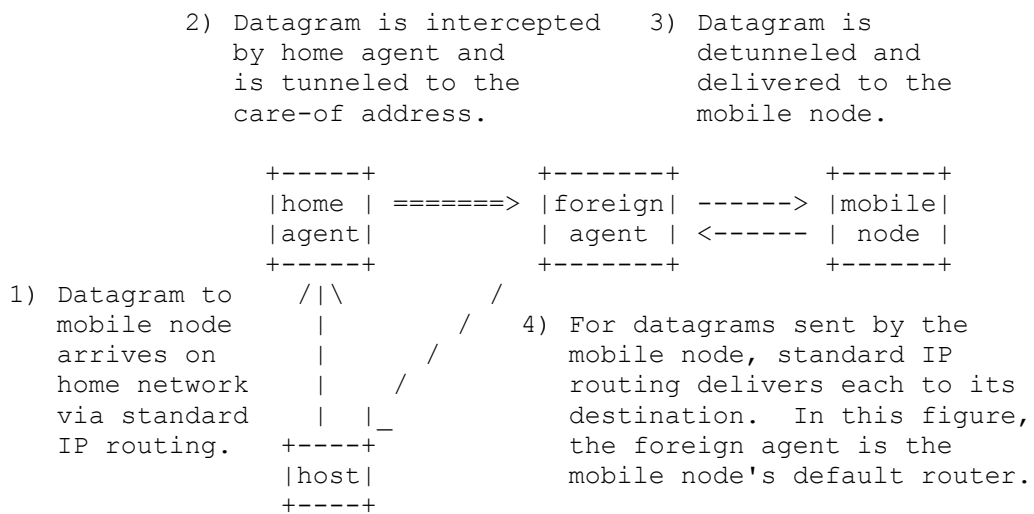 2) Datagram is intercepted   3) Datagram is
   by home agent and            detunneled and
   is tunneled to the           delivered to the
   care-of address.             mobile node.
+-----+          +-------+         +------+
|home | =======> |foreign| ------> |mobile|
|agent|          | agent | <------ | node |
+-----+          +-------+         +------+
1) Datagram to    /|\         /
   mobile node     |        /   4) For datagrams sent by the
   arrives on      |      /        mobile node, standard IP
   home network    |    /          routing delivers each to its
   via standard    |  |_           destination.  In this figure,
   IP routing.   +----+            the foreign agent is the
                 |host|            mobile node's default router.
                 +----+